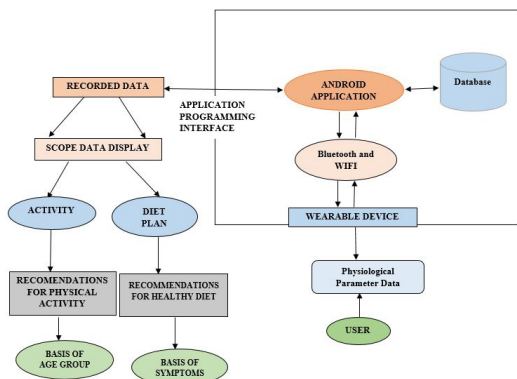 RECORDED DATA
APPLICATION
PROGRAMMING
INTERFACE
ANDROID
APPLICATION
Database
SCOPE DATA DISPLAY
Bluetooth and
WIFI
ACTIVITY
DIET
PLAN
WEARABLE DEVICE
RECOMENDATIONS
FOR PHYSICAL
ACTIVITY
RECOMMENDATIONS
FOR HEALTHY DIET
Physiological
Parameter Data
USER
BASIS OF
AGE GROUP
BASIS OF
SYMPTOMS